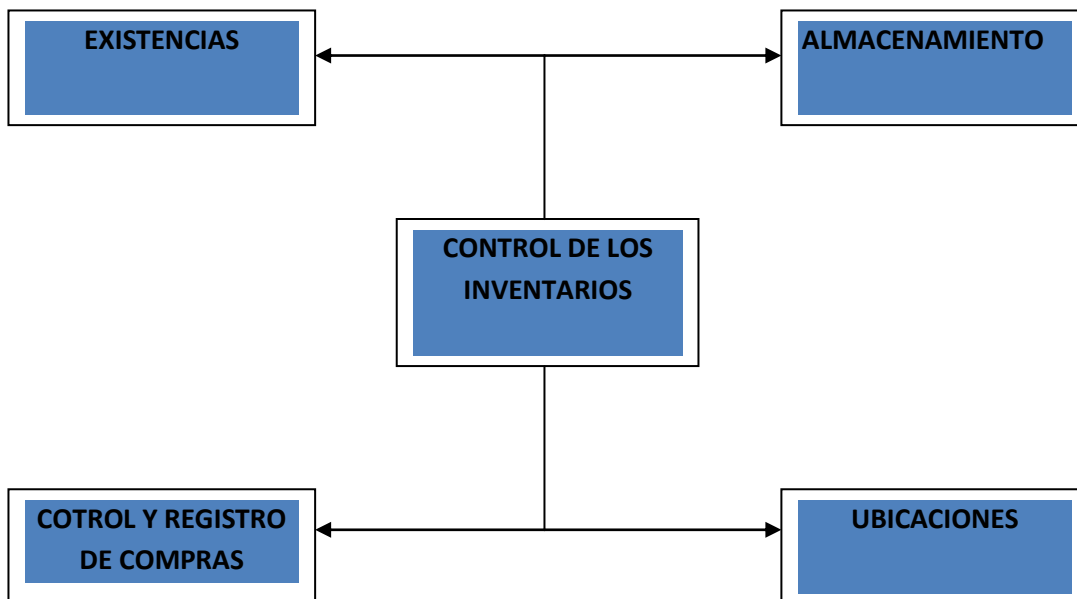 EXISTENCIAS
ALMACENAMIENTO
CONTROL DE LOS
INVENTARIOS
COTROL Y REGISTRO
DE COMPRAS
UBICACIONES